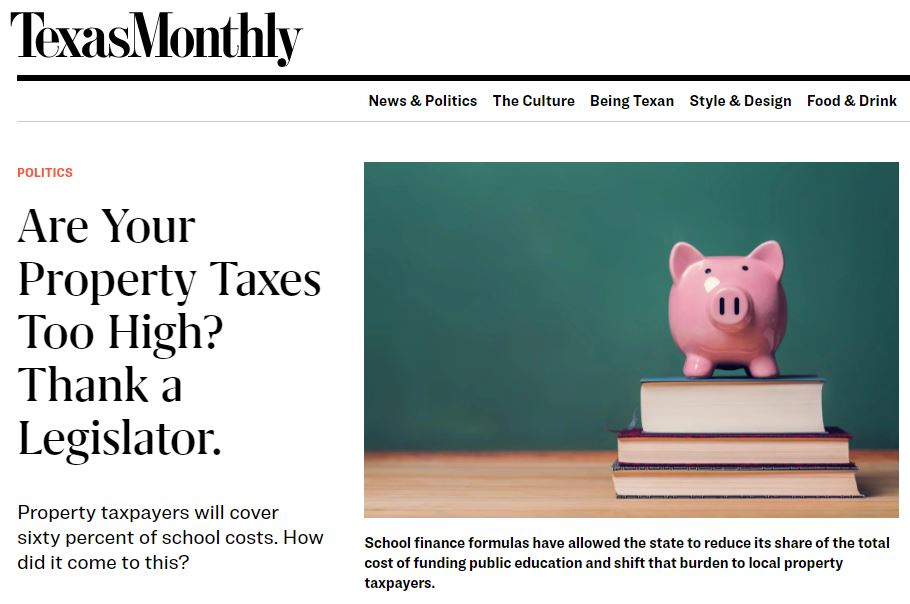 TexasMonthly
News & Politics The Culture Being Texan Style & Design Food & Drink
POLITICS
Are Your
Property Taxes
Too High?
Thank a
Legislator.
Property taxpayers will cover
sixty percent of school costs. How
did it come to this?
School finance formulas have allowed the state to reduce its share of the total
cost of funding public education and shift that burden to local property
taxpayers.